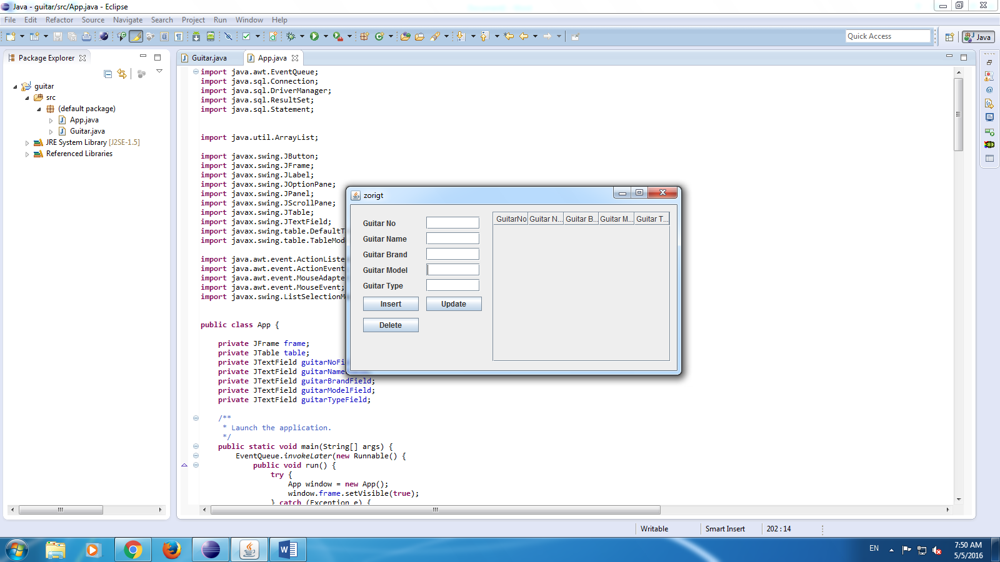 Java - guitar/src/App.java - Eclipse
File Edit Refactor Source Navigate Search Project Run Window Help
Quick Access
Java
Package Explorer
Guitar.java
App.java
guitar
src
(default package)
App.java
Guitar.java
JRE System Library [J2SE-1.5]
Referenced Libraries
import java.awt.EventQueue;
import java.sql.Connection;
import java.sql.DriverManager;
import java.sql.ResultSet;
import java.sql.Statement;
import java.util.ArrayList;
import javax.swing.JButton;
import javax.swing.JFrame;
import javax.swing.JLabel;
import javax.swing.JOptionPane;
import javax.swing.JPanel;
import javax.swing.JScrollPane;
import javax.swing.JTable;
import javax.swing.JTextField;
import javax.swing.table.DefaultT
import javax.swing.table.TableMod
import java.awt.event.ActionListe
import java.awt.event.ActionEvent
import java.awt.event.MouseAdapte
import java.awt.event.MouseEvent;
import javax.swing.ListSelectionM
public class App {
private JFrame frame;
private JTable table;
private JTextField guitarNoFi
private JTextField guitarName
private JTextField guitarBrandField;
private JTextField guitarModelField;
private JTextField guitarTypeField;
/**
* Launch the application.
*/
public static void main(String[] args) {
EventQueue.invokeLater(new Runnable() {
public void run() {
try {
App window = new App();
window.frame.setVisible(true);
} catch (Exception e) {
zorigt
Guitar No
Guitar Name
Guitar Brand
Guitar Model
Guitar Type
Insert Update
Delete
GuitarNo Guitar N... Guitar B... Guitar M... Guitar T...
Writable Smart Insert 202 : 14
EN
7:50 AM
5/5/2016